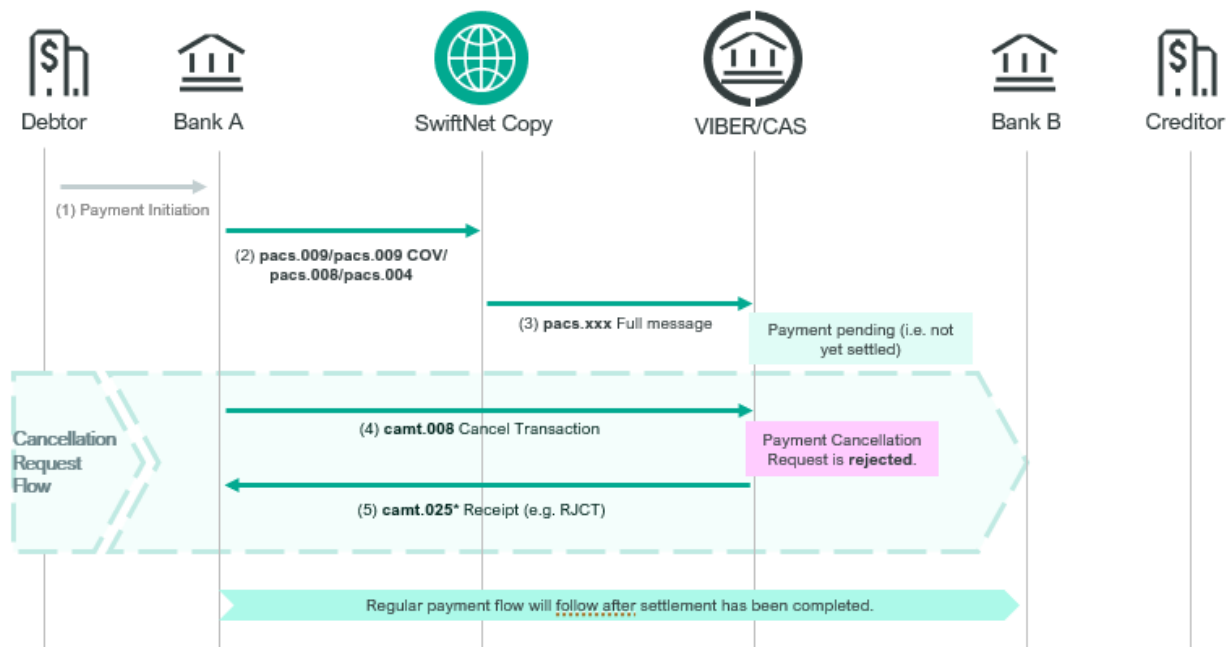 $
$
Debtor
Bank A
SwiftNet Copy
VIBER/CAS
Bank B
Creditor
(1) Payment Initiation
(2) pacs.009/pacs.009 COV/
pacs.008/pacs.004
(3) pacs.xxx Full message
Payment pending (i.e. not
yet settled)
Cancellation
Request
Flow
(4) camt.008 Cancel Transaction
Payment Cancellation
Request is rejected.
(5) camt.025* Receipt (e.g. RJCT)
Regular payment flow will follow after settlement has been completed.